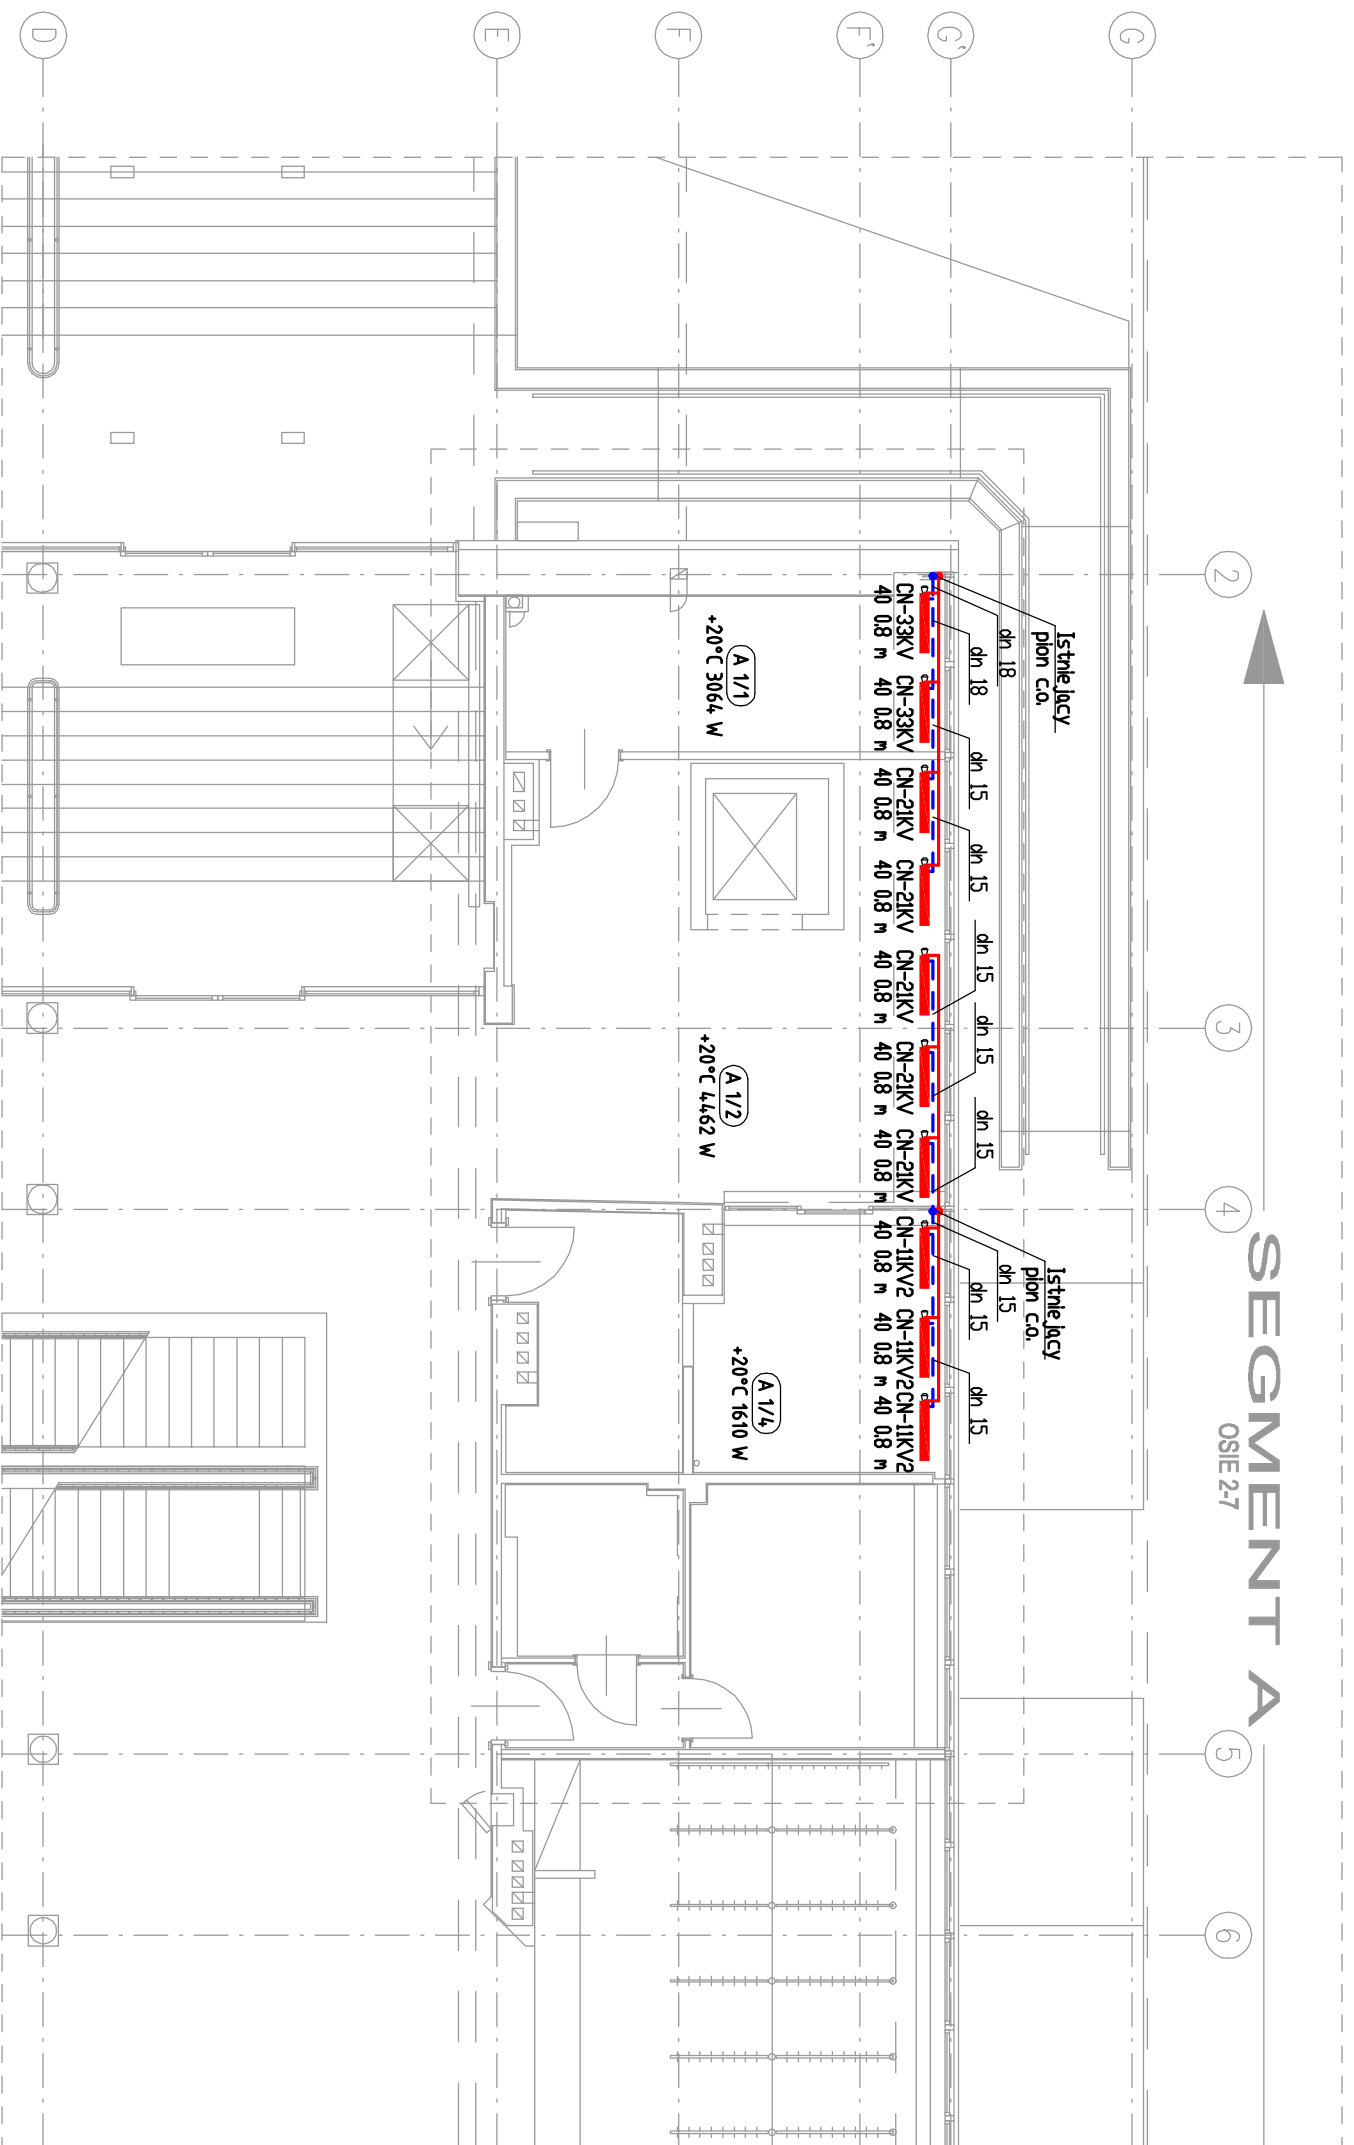 D
E
F
F'
G'
G
2
3
4
5
6
SEGMENT A
OSIE 2-7
Istniejący
pion c.o.
dn 18
dn 18
dn 15
dn 15
dn 15
dn 15
dn 15
Istniejący
pion c.o.
dn 15
dn 15
dn 15
CN-33KV
40 0.8 m
CN-33KV
40 0.8 m
CN-21KV
40 0.8 m
CN-21KV
40 0.8 m
CN-21KV
40 0.8 m
CN-21KV
40 0.8 m
CN-21KV
40 0.8 m
CN-11KV2
40 0.8 m
CN-11KV2
40 0.8 m
CN-11KV2
40 0.8 m
A 1/1
+20°C 3064 W
A 1/2
+20°C 4462 W
A 1/4
+20°C 1610 W